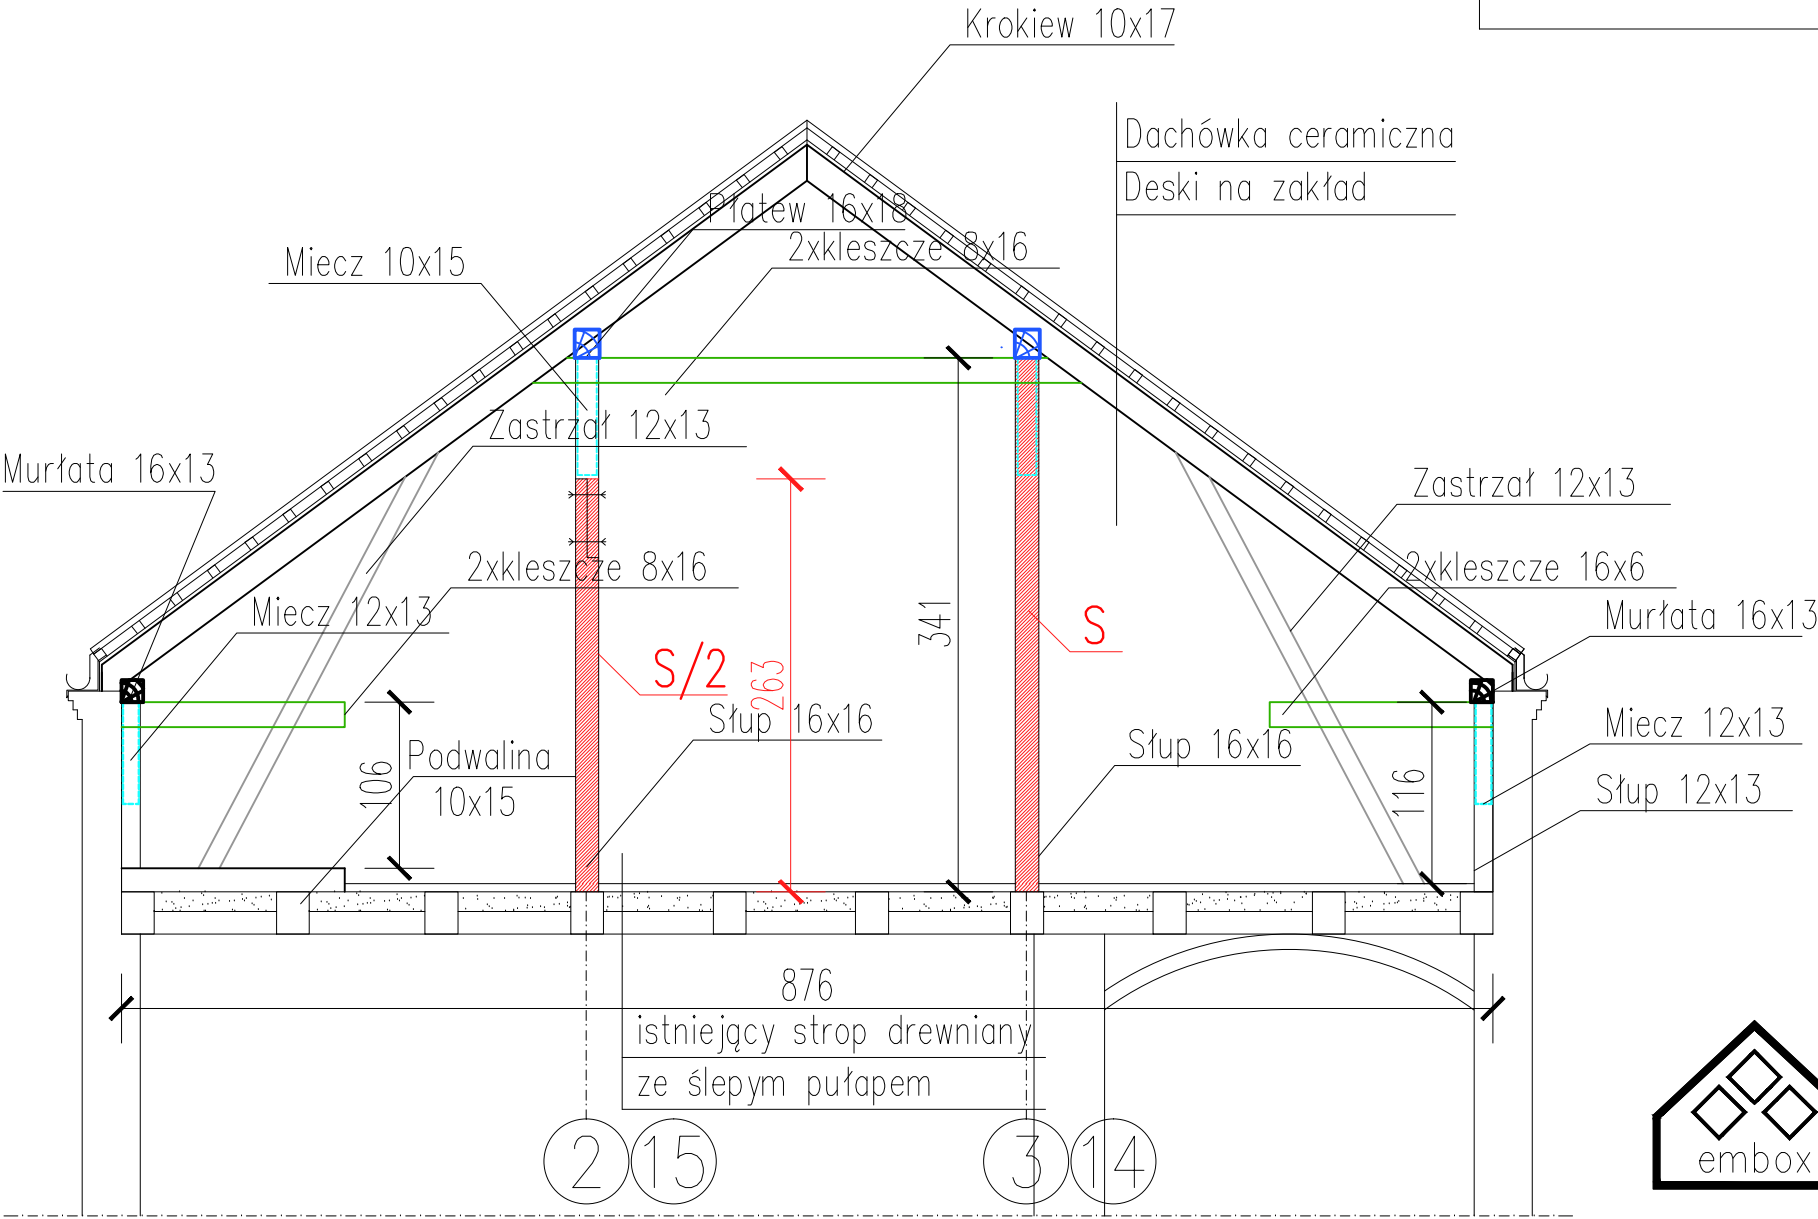 Krokiew 10x17
Dachówka ceramiczna
Deski na zakład
Płatew 16x18
2xkleszcze 8x16
Miecz 10x15
Zastrzał 12x13
Murłata 16x13
Zastrzał 12x13
2xkleszcze 8x16
2xkleszcze 16x6
Miecz 12x13
Murłata 16x13
341
S
S/2
263
Słup 16x16
Miecz 12x13
Podwalina
10x15
Słup 16x16
106
116
Słup 12x13
876
istniejący strop drewniany
ze ślepym pułapem
2
15
3
14
embox